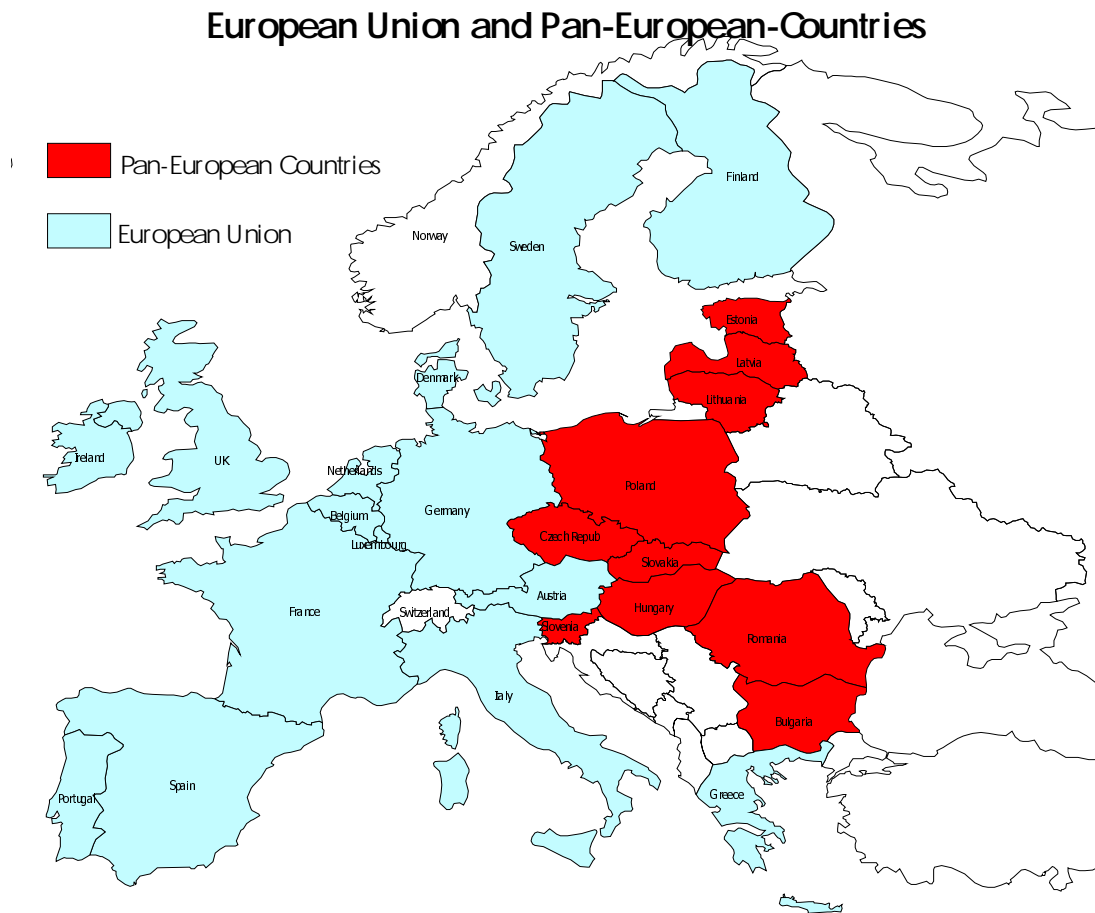 European Union and Pan-European-Countries
Pan-European Countries
European Union
Finland
Norway
Sweden
Estonia
Latvia
Denmark
Lithuania
Ireland
UK
Netherlands
Poland
Belgium
Germany
Czech Repub
Luxembourg
Slovakia
Austria
France
Switzerland
Hungary
Slovenia
Romania
Italy
Bulgaria
Spain
Portugal
Greece